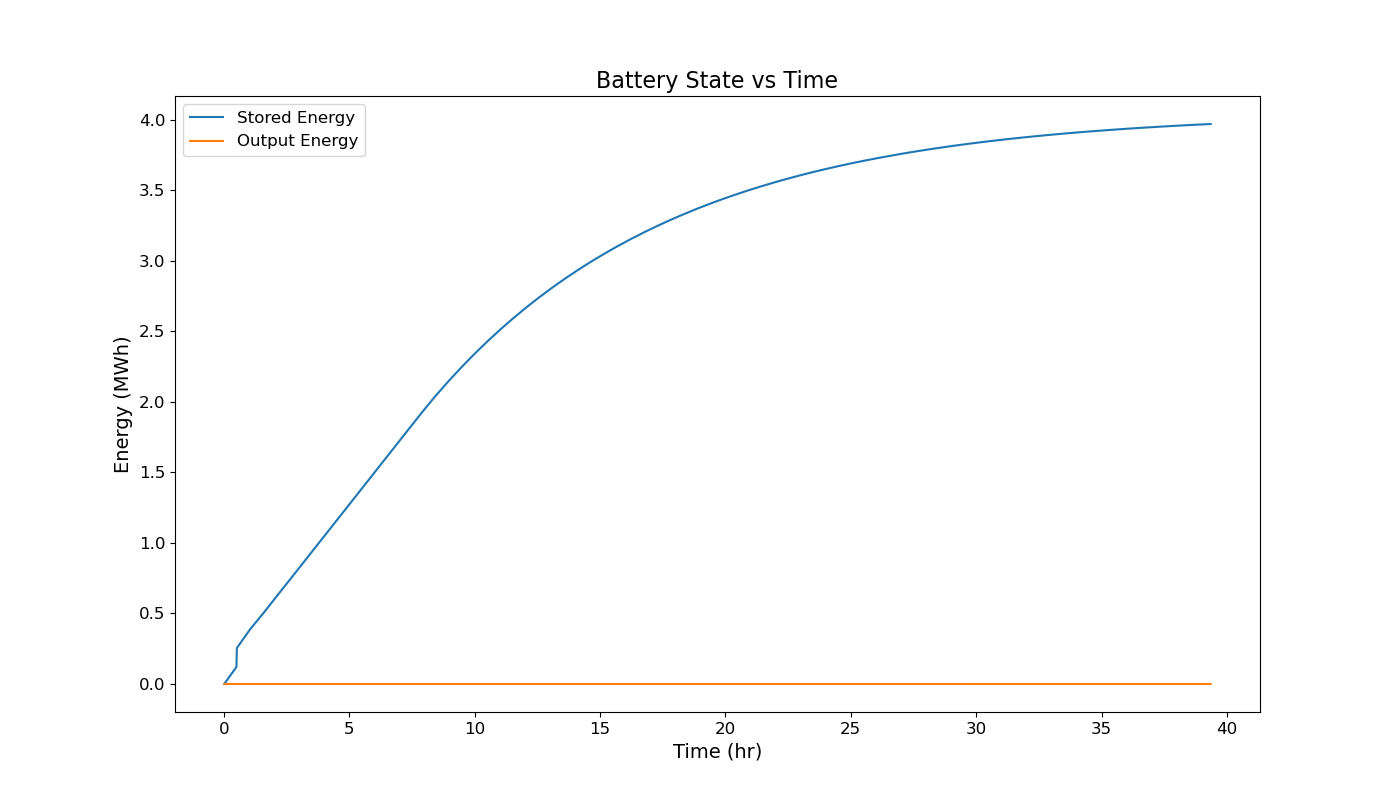 Battery State vs Time
Stored Energy
Output Energy
4.0
3.5
3.0
2.5
2.0
1.5
1.0
0.5
0.0
Energy (MWh)
0 5 10 15 20 25 30 35 40
Time (hr)